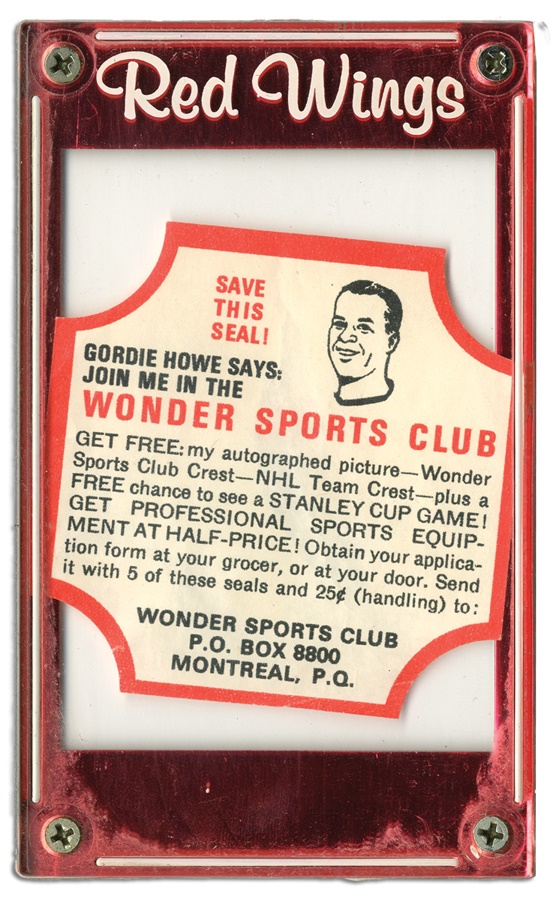 Red Wings
SAVE
THIS
SEAL!
GORDIE HOWE SAYS:
JOIN ME IN THE
WONDER SPORTS CLUB
GET FREE: my autographed picture—Wonder
Sports Club Crest—NHL Team Crest—plus a
FREE chance to see a STANLEY CUP GAME!
GET PROFESSIONAL SPORTS EQUIP-
MENT AT HALF-PRICE! Obtain your applica-
tion form at your grocer, or at your door. Send
it with 5 of these seals and 25¢ (handling) to:
WONDER SPORTS CLUB
P.O. BOX 8800
MONTREAL, P.Q.